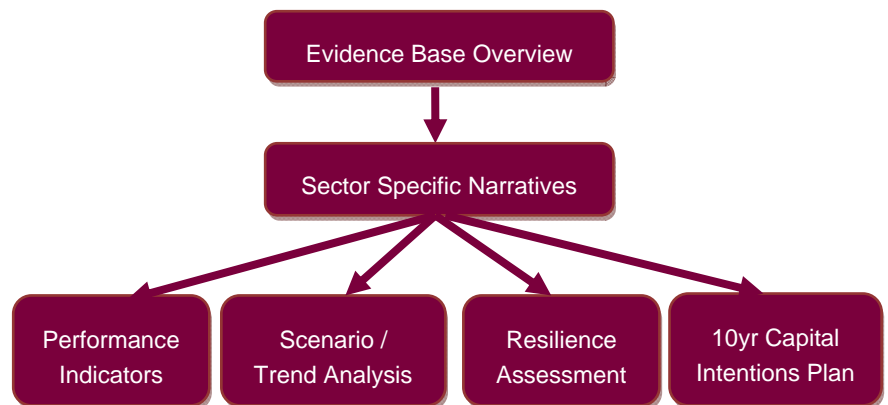 Evidence Base Overview
Sector Specific Narratives
Performance
Indicators
Scenario /
Trend Analysis
Resilience
Assessment
10yr Capital
Intentions Plan